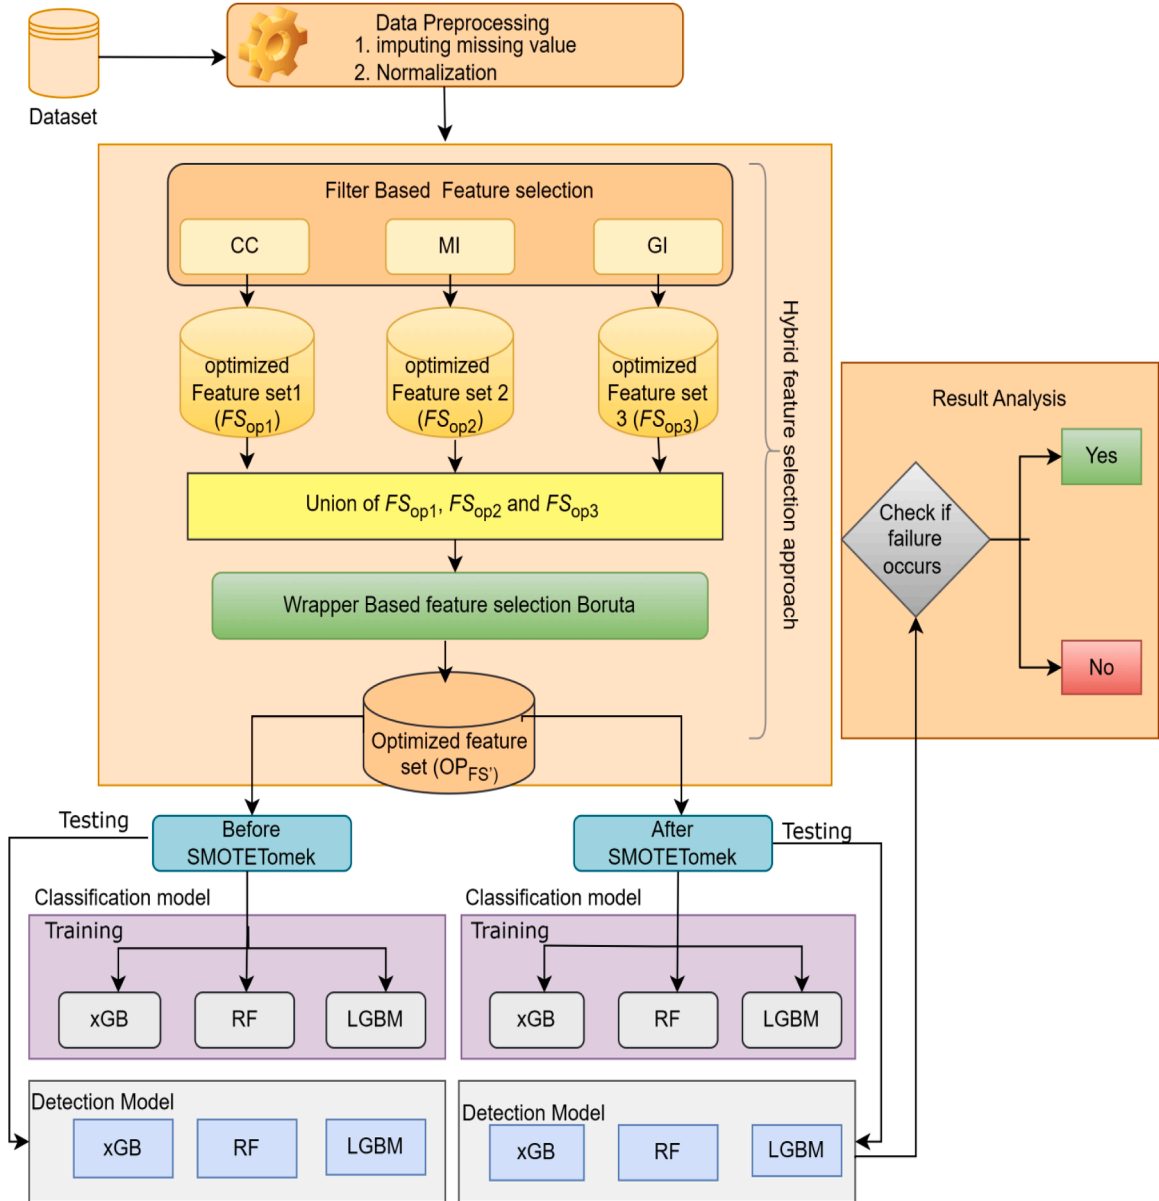 Data Preprocessing
1. imputing missing value
2. Normalization
Dataset
Filter Based Feature selection
CC
MI
GI
optimized
Feature set1
(FSop1)
optimized
Feature set 2
(FSop2)
optimized
Feature set
3 (FSop3)
Union of FSop1, FSop2 and FSop3
Wrapper Based feature selection Boruta
Optimized feature
set (OPFS')
Hybrid feature selection approach
Result Analysis
Check if
failure
occurs
Yes
No
Testing
Before
SMOTETomek
After
SMOTETomek
Testing
Classification model
Training
xGB
RF
LGBM
Classification model
Training
xGB
RF
LGBM
Detection Model
xGB
RF
LGBM
Detection Model
xGB
RF
LGBM